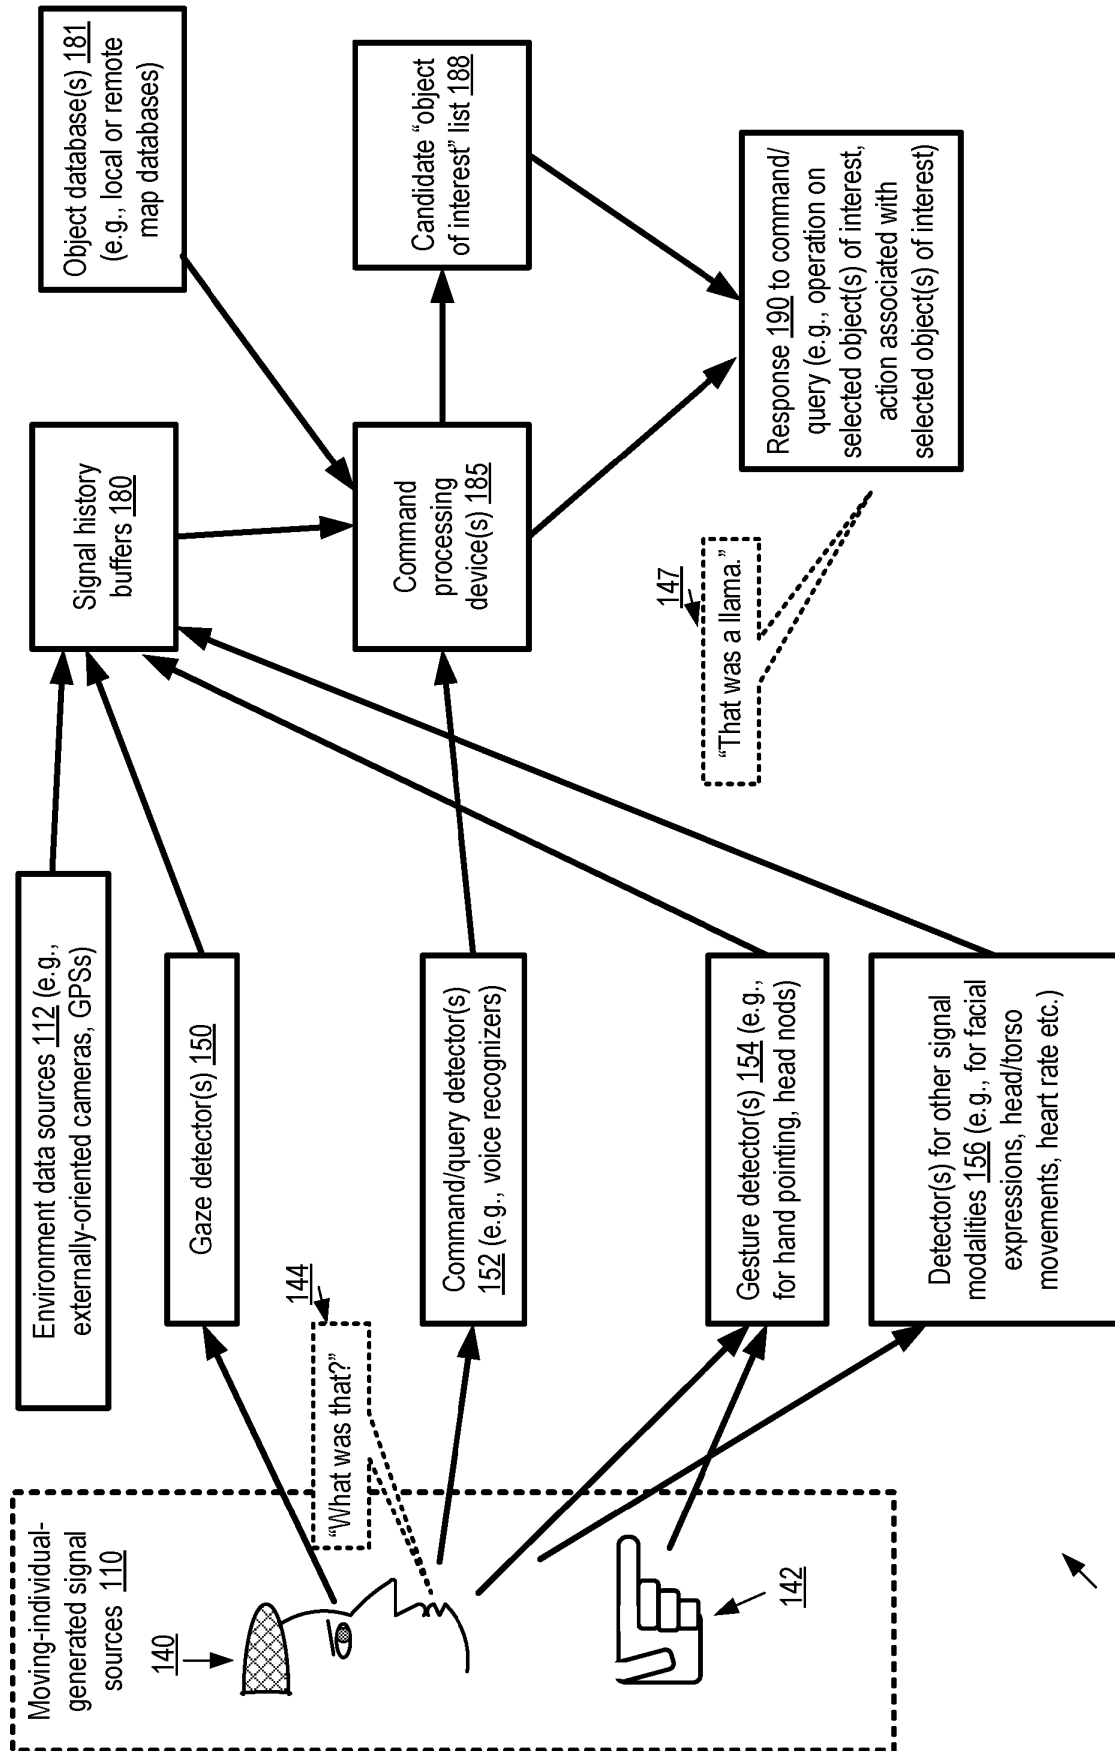 Moving-individual-
generated signal
sources 110
140
"What was that?"
144
142
Environment data sources 112 (e.g.,
externally-oriented cameras, GPSs)
Gaze detector(s) 150
Command/query detector(s)
152 (e.g., voice recognizers)
Gesture detector(s) 154 (e.g.,
for hand pointing, head nods)
Detector(s) for other signal
modalities 156 (e.g., for facial
expressions, head/torso
movements, heart rate etc.)
Signal history
buffers 180
Command
processing
device(s) 185
147
“That was a llama.”
Object database(s) 181
(e.g., local or remote
map databases)
Candidate “object
of interest” list 188
Response 190 to command/
query (e.g., operation on
selected object(s) of interest,
action associated with
selected object(s) of interest)